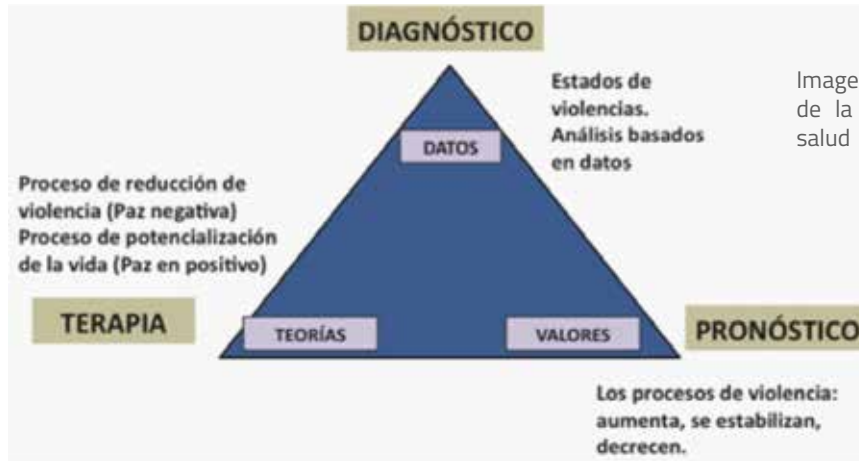 DIAGNÓSTICO
Estados de
violencias.
Análisis basados
en datos
Image
de la
salud
DATOS
Proceso de reducción de
violencia (Paz negativa)
Proceso de potencialización
de la vida (Paz en positivo)
TERAPIA
TEORÍAS
VALORES
PRONÓSTICO
Los procesos de violencia:
aumenta, se estabilizan,
decrecen.